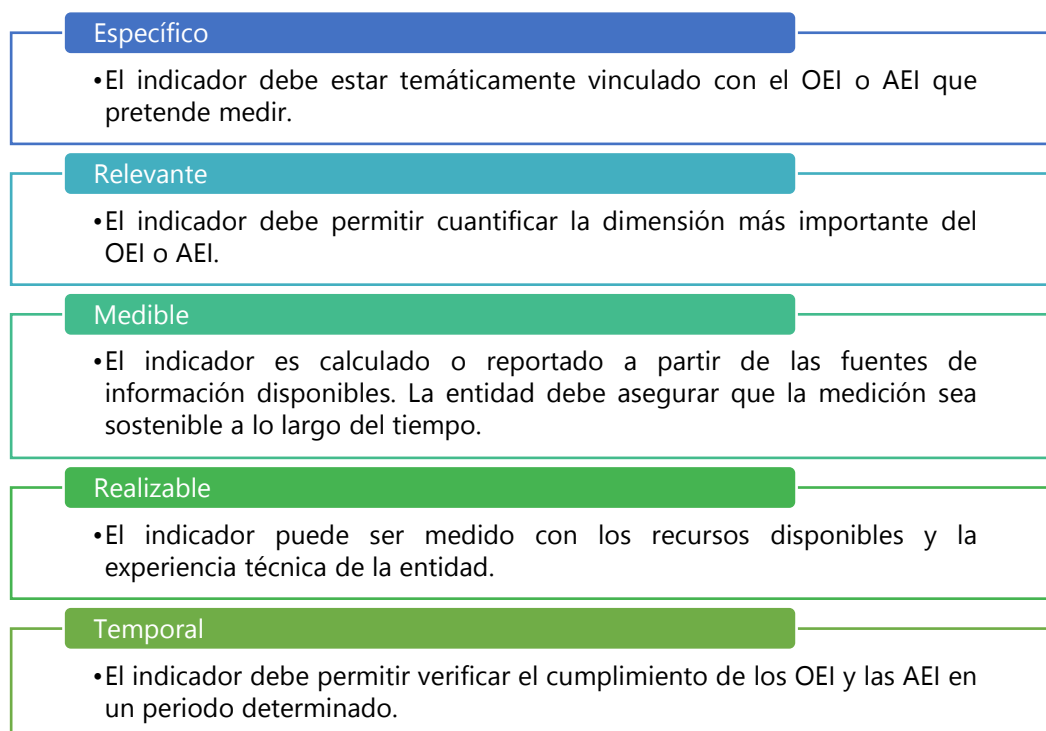 Específico
•El indicador debe estar temáticamente vinculado con el OEI o AEI que
pretende medir.
Relevante
•El indicador debe permitir cuantificar la dimensión más importante del
OEI o AEI.
Medible
•El indicador es calculado o reportado a partir de las fuentes de
información disponibles. La entidad debe asegurar que la medición sea
sostenible a lo largo del tiempo.
Realizable
•El indicador puede ser medido con los recursos disponibles y la
experiencia técnica de la entidad.
Temporal
•El indicador debe permitir verificar el cumplimiento de los OEI y las AEI en
un periodo determinado.